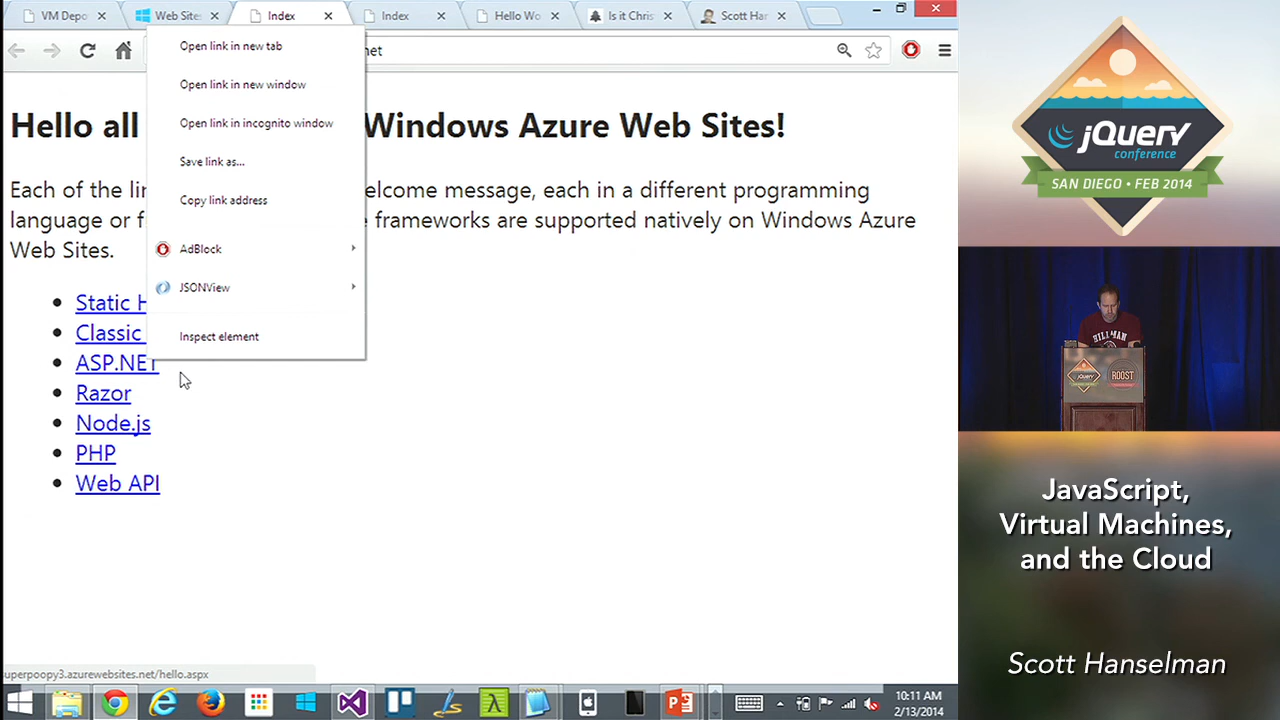 VM Depo
Web Site
Index
Index
Hello Wo
Is it Chris
Scott Han
Open link in new tab
net
Open link in new window
Hello all
Open link in incognito window
Windows Azure Web Sites!
Save link as...
Each of the lin
elcome message, each in a different programming
Copy link address
language or f
e frameworks are supported natively on Windows Azure
Web Sites.
AdBlock
JSONView
Static H
Classic
Inspect element
ASP.NET
Razor
Node.js
PHP
Web API
uperpoopy3.azurewebsites.net/hello.aspx
10:11 AM
2/13/2014
jQuery
conference
SAN DIEGO • FEB 2014
ROOST
JavaScript,
Virtual Machines,
and the Cloud
Scott Hanselman